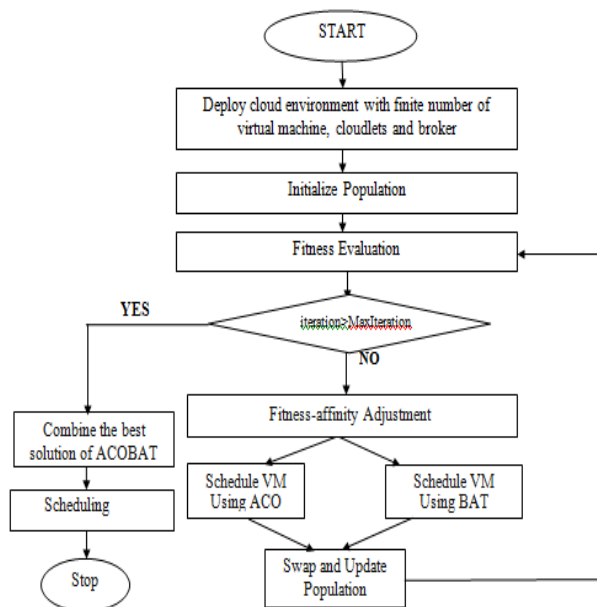 START
Deploy cloud environment with finite number of
virtual machine, cloudlets and broker
Initialize Population
Fitness Evaluation
YES
iteration>MaxIteration
NO
Fitness-affinity Adjustment
Combine the best
solution of ACOBAT
Schedule VM
Using ACO
Schedule VM
Using BAT
Scheduling
Stop
Swap and Update
Population